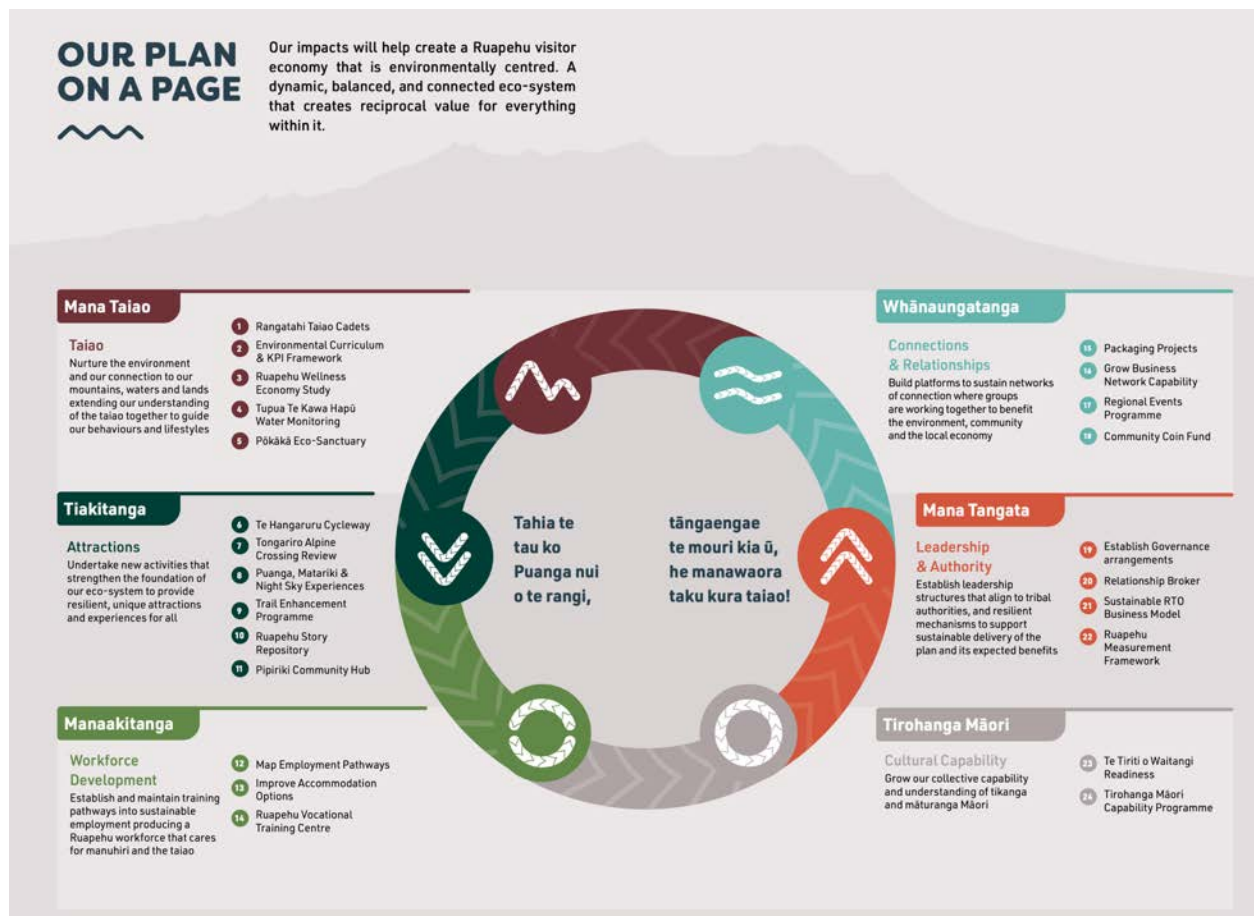 OUR PLAN
ON A PAGE
Our impacts will help create a Ruapehu visitor
economy that is environmentally centred. A
dynamic, balanced, and connected eco-system
that creates reciprocal value for everything
within it.
Mana Taiao
Taiao
Nurture the environment
and our connection to our
mountains, waters and lands
extending our understanding
of the taiao together to guide
our behaviours and lifestyles
1 Rangatahi Taiao Cadets
2 Environmental Curriculum
& KPI Framework
3 Ruapehu Wellness
Economy Study
4 Tupua Te Kawa Hapū
Water Monitoring
5 Pōkākā Eco-Sanctuary
Tiakitanga
Attractions
Undertake new activities that
strengthen the foundation of
our eco-system to provide
resilient, unique attractions
and experiences for all
6 Te Hangaruru Cycleway
7 Tongariro Alpine
Crossing Review
8 Puanga, Matariki &
Night Sky Experiences
9 Trail Enhancement
Programme
10 Ruapehu Story
Repository
11 Pipiriki Community Hub
Manaakitanga
Workforce
Development
Establish and maintain training
pathways into sustainable
employment producing a
Ruapehu workforce that cares
for manuhiri and the taiao
12 Map Employment Pathways
13 Improve Accommodation
Options
14 Ruapehu Vocational
Training Centre
Tahia te
tau ko
Puanga nui
o te rangi,
tāngaengae
te mouri kia ū,
he manawaora
taku kura taiao!
Whānaungatanga
Connections
& Relationships
Build platforms to sustain networks
of connection where groups
are working together to benefit
the environment, community
and the local economy
15 Packaging Projects
16 Grow Business
Network Capability
17 Regional Events
Programme
18 Community Coin Fund
Mana Tangata
Leadership
& Authority
Establish leadership
structures that align to tribal
authorities, and resilient
mechanisms to support
sustainable delivery of the
plan and its expected benefits
19 Establish Governance
arrangements
20 Relationship Broker
21 Sustainable RTO
Business Model
22 Ruapehu
Measurement
Framework
Tirohanga Māori
Cultural Capability
Grow our collective capability
and understanding of tikanga
and māturanga Māori
23 Te Tiriti o Waitangi
Readiness
24 Tirohanga Māori
Capability Programme